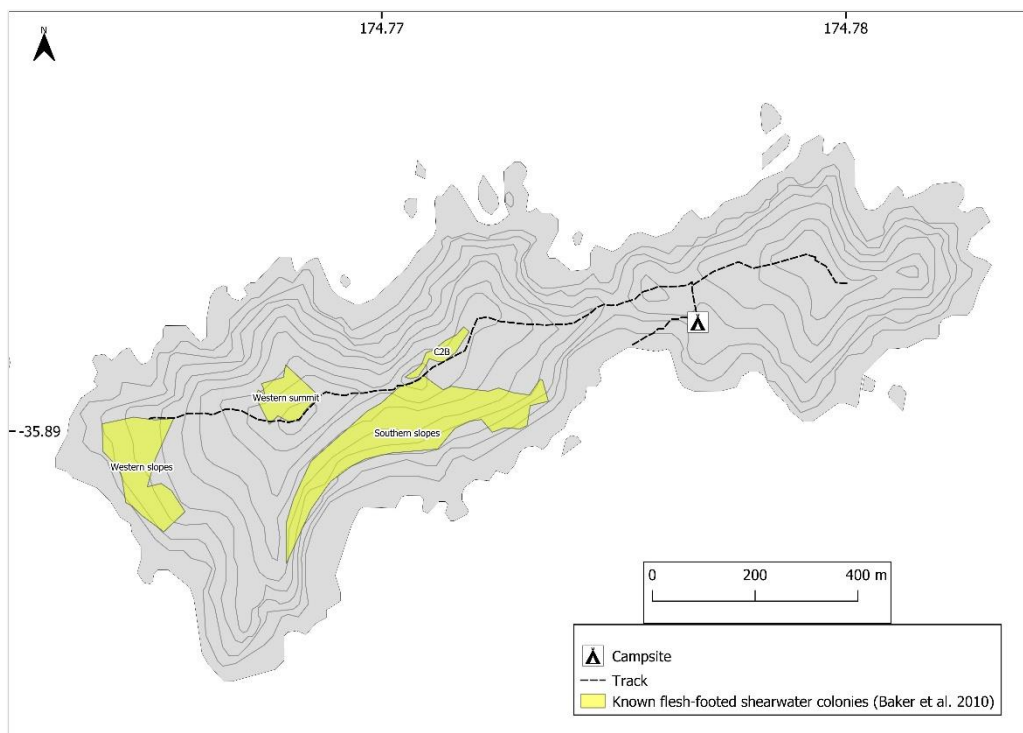 174.77
174.78
N
C2B
Western summit
-35.89
Southern slopes
Western slopes
0 200 400 m
Campsite
Track
Known flesh-footed shearwater colonies (Baker et al. 2010)